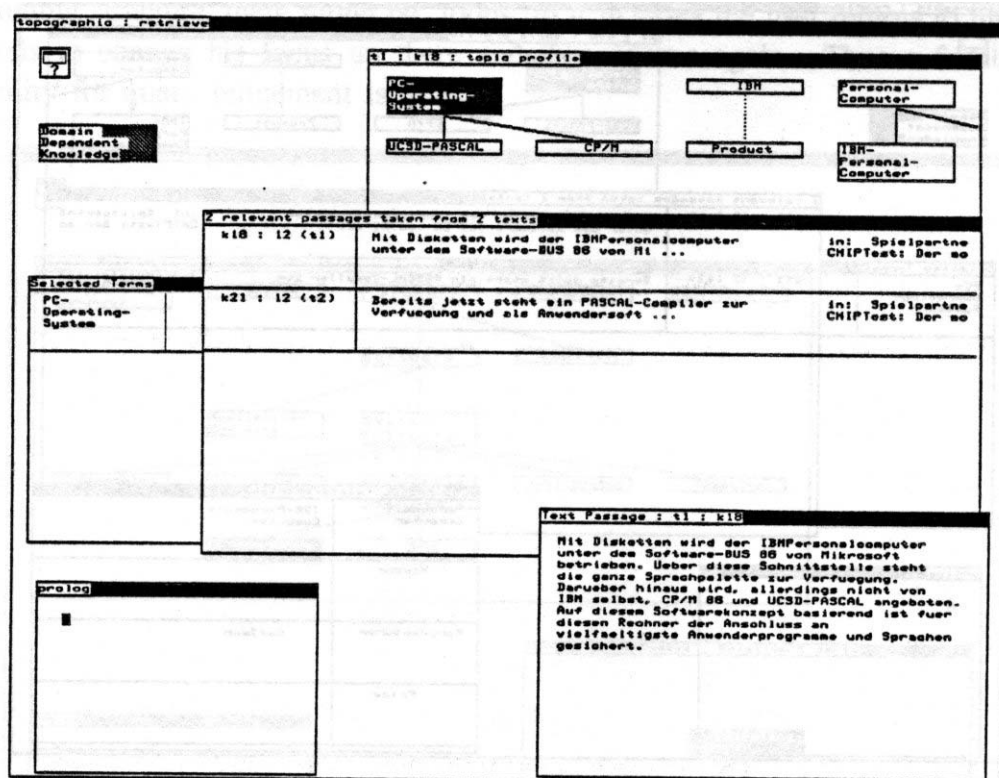 topographic : retrieve
?
Domain
Dependent
Knowledge
t1 : k18 : topic profile
PC-
Operating-
System
UCSD-PASCAL
CP/M
IBM
Product
Personal-
Computer
IBM-
Personal-
Computer
2 relevant passages taken from 2 texts
k18 : 12 (t1)
Mit Disketten wird der IBMPersonalcomputer
unter dem Software-BUS 86 von Mi ...
in: Spielpartne
CHIPTest: Der mo
k21 : 12 (t2)
Bereits jetzt steht ein PASCAL-Compiler zur
Verfuegung und als Anwendersoft ...
in: Spielpartne
CHIPTest: Der mo
Selected Terms
PC-
Operating-
System
Text Passage : t1 : k18
Mit Disketten wird der IBMPersonalcomputer
unter dem Software-BUS 86 von Mikrosoft
betrieben. Ueber diese Schnittstelle steht
die ganze Sprachpalette zur Verfuegung.
Darueber hinaus wird, allerdings nicht von
IBM selbst, CP/M 86 und UCSD-PASCAL angeboten.
Auf diesem Softwarekonzept basierend ist fuer
diesen Rechner der Anschluss an
vielfaeltigste Anwenderprogramme und Sprachen
gesichert.
prolog